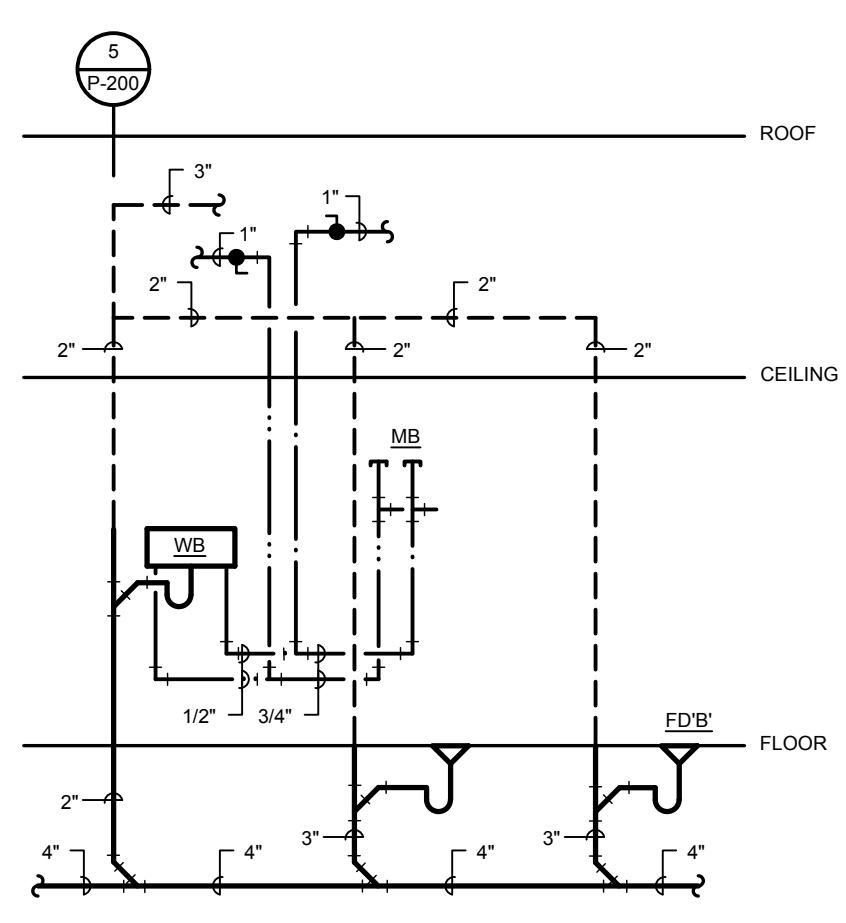 5
P-200
ROOF
3"
1"
1"
2"
2"
2"
2"
2"
CEILING
MB
WB
1/2"
3/4"
FD'B'
FLOOR
2"
3"
3"
4"
4"
4"
4"